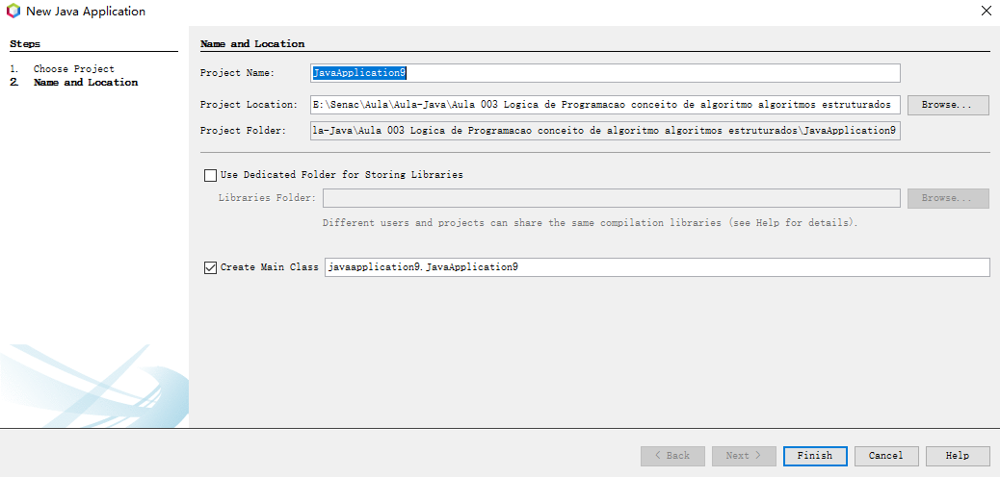 New Java Application
Steps
1. Choose Project
2. Name and Location
Name and Location
Project Name: JavaApplication9
Project Location: E:\Senac\Aula\Aula-Java\Aula 003 Logica de Programacao conceito de algoritmo algoritmos estruturados Browse...
Project Folder: la-Java\Aula 003 Logica de Programacao conceito de algoritmo algoritmos estruturados\JavaApplication9
Use Dedicated Folder for Storing Libraries
Libraries Folder: Browse...
Different users and projects can share the same compilation libraries (see Help for details).
Create Main Class javaapplication9.JavaApplication9
< Back Next > Finish Cancel Help